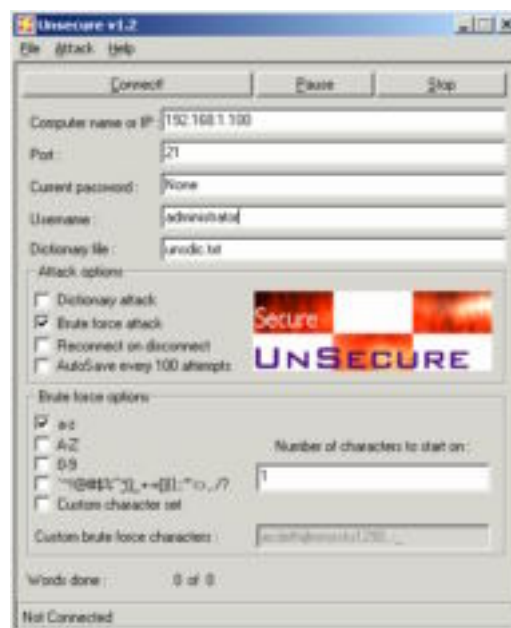 Unsecure v1.2
File Attack Help
Connect! Pause Stop
Computer name or IP: 192.168.1.100
Port: 21
Current password: None
Username: administrator
Dictionary file: unsdic.txt
Attack options
Dictionary attack
Brute force attack
Reconnect on disconnect
AutoSave every 100 attempts
Secure
UNSECURE
Brute force options
a-z
A-Z
0-9
Number of characters to start on:
1
Custom character set
Custom brute force characters:
Words done: 0 of 0
Not Connected